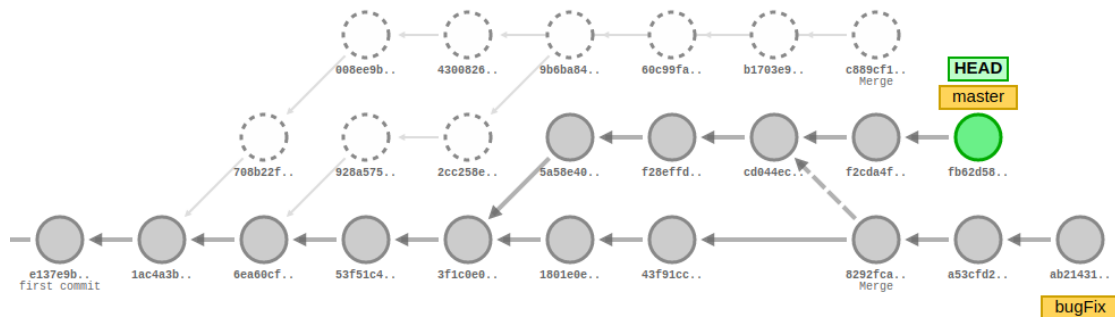 008ee9b..
4300826..
9b6ba84..
60c99fa..
b1703e9..
c889cf1..
Merge
HEAD
master
708b22f..
928a575..
2cc258e..
5a58e40..
f28effd..
cd044ec..
f2cda4f..
fb62d58..
e137e9b..
first commit
1ac4a3b..
6ea60cf..
53f51c4..
3f1c0e0..
1801e0e..
43f91cc..
8292fca..
Merge
a53cfd2..
ab21431..
bugFix